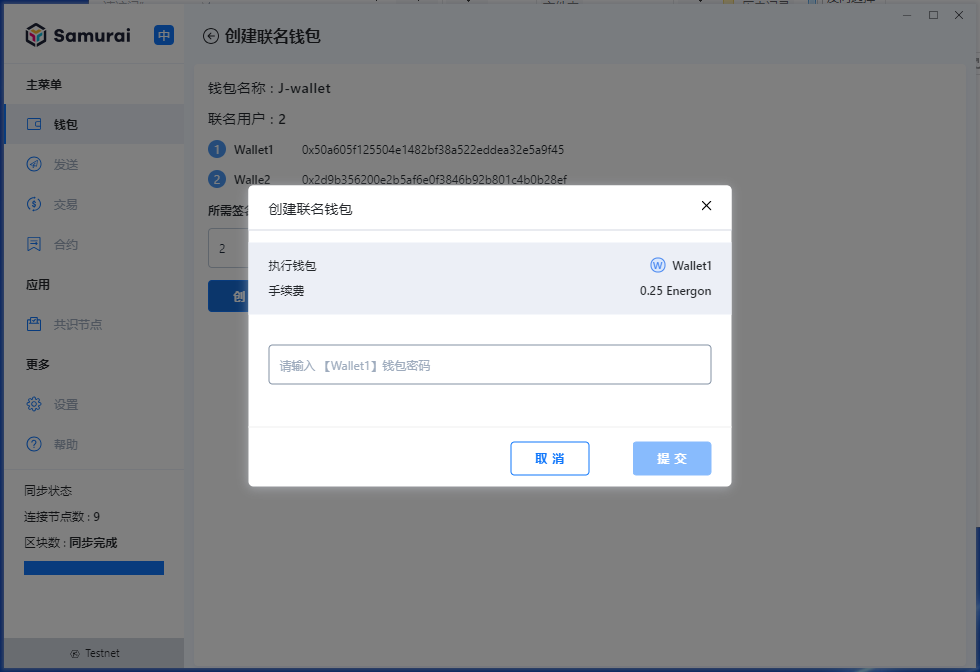 Samurai 中
创建联名钱包
主菜单
钱包
发送
交易
合约
应用
共识节点
更多
设置
帮助
同步状态
连接节点数 : 9
区块数 : 同步完成
Testnet
钱包名称 : J-wallet
联名用户 : 2
1 Wallet1 0x50a605f125504e1482bf38a522eddea32e5a9f45
2 Walle2 0x2d9b356200e2b5af6e0f3846b92b801c4b0b28ef
所需签
2
创
创建联名钱包
执行钱包 W Wallet1
手续费 0.25 Energon
请输入 【Wallet1】钱包密码
取 消 提 交